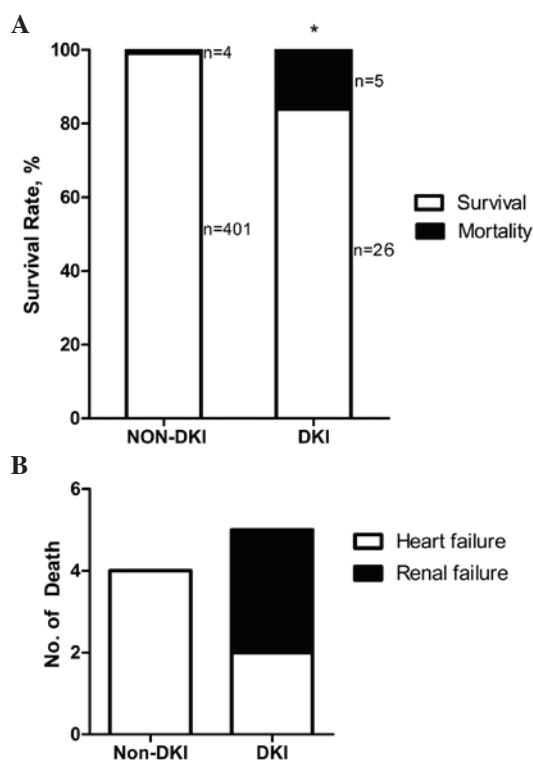 A
*
100
80
60
40
20
0
Survival Rate, %
n=4
n=401
n=5
n=26
NON-DKI
DKI
Survival
Mortality
B
6
4
2
0
No. of Death
Non-DKI
DKI
Heart failure
Renal failure